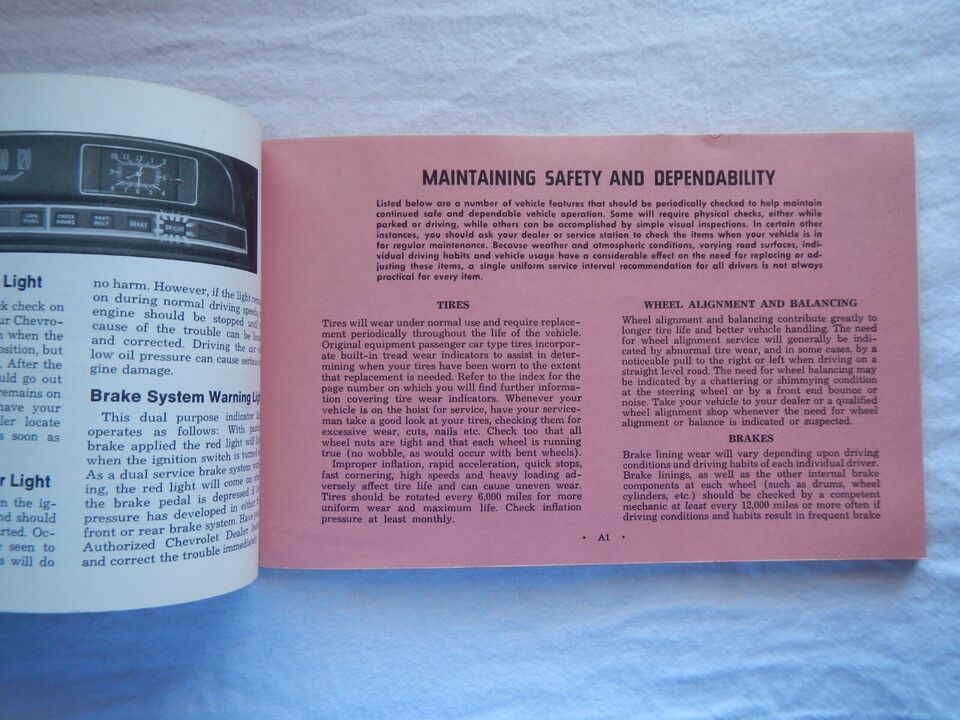 120
10 11 12 1 2
LOW FUEL
CHECK DOORS
SEAT BELT
BRAKE
BRIGHT
Light
k check on
ur Chevro-
n when the
osition, but
. After the
uld go out
remains on
have your
ler locate
s soon as
r Light
n the ig-
nd should
arted. Oc-
e seen to
s will do
no harm. However, if the light
on during normal driving speeds,
engine should be stopped until
cause of the trouble can be
and corrected. Driving the car
low oil pressure can cause serious
gine damage.
Brake System Warning
This dual purpose indicator
operates as follows: With
brake applied the red light will
when the ignition switch is turned
As a dual service brake system
ing, the red light will come on
the brake pedal is depressed if
pressure has developed in either
front or rear brake system. Have
Authorized Chevrolet Dealer
and correct the trouble immediately
MAINTAINING SAFETY AND DEPENDABILITY
Listed below are a number of vehicle features that should be periodically checked to help maintain
continued safe and dependable vehicle operation. Some will require physical checks, either while
parked or driving, while others can be accomplished by simple visual inspections. In certain other
instances, you should ask your dealer or service station to check the items when your vehicle is in
for regular maintenance. Because weather and atmospheric conditions, varying road surfaces, indi-
vidual driving habits and vehicle usage have a considerable effect on the need for replacing or ad-
justing these items, a single uniform service interval recommendation for all drivers is not always
practical for every item.
TIRES
Tires will wear under normal use and require replace-
ment periodically throughout the life of the vehicle.
Original equipment passenger car type tires incorpor-
ate built-in tread wear indicators to assist in deter-
mining when your tires have been worn to the extent
that replacement is needed. Refer to the index for the
page number on which you will find further informa-
tion covering tire wear indicators. Whenever your
vehicle is on the hoist for service, have your service-
man take a good look at your tires, checking them for
excessive wear, cuts, nails etc. Check too that all
wheel nuts are tight and that each wheel is running
true (no wobble, as would occur with bent wheels).
Improper inflation, rapid acceleration, quick stops,
fast cornering, high speeds and heavy loading ad-
versely affect tire life and can cause uneven wear.
Tires should be rotated every 6,000 miles for more
uniform wear and maximum life. Check inflation
pressure at least monthly.
WHEEL ALIGNMENT AND BALANCING
Wheel alignment and balancing contribute greatly to
longer tire life and better vehicle handling. The need
for wheel alignment service will generally be indi-
cated by abnormal tire wear, and in some cases, by a
noticeable pull to the right or left when driving on a
straight level road. The need for wheel balancing may
be indicated by a chattering or shimmying condition
at the steering wheel or by a front end bounce or
noise. Take your vehicle to your dealer or a qualified
wheel alignment shop whenever the need for wheel
alignment or balance is indicated or suspected.
BRAKES
Brake lining wear will vary depending upon driving
conditions and driving habits of each individual driver.
Brake linings, as well as the other internal brake
components at each wheel (such as drums, wheel
cylinders, etc.) should be checked by a competent
mechanic at least every 12,000 miles or more often if
driving conditions and habits result in frequent brake
• A1 •